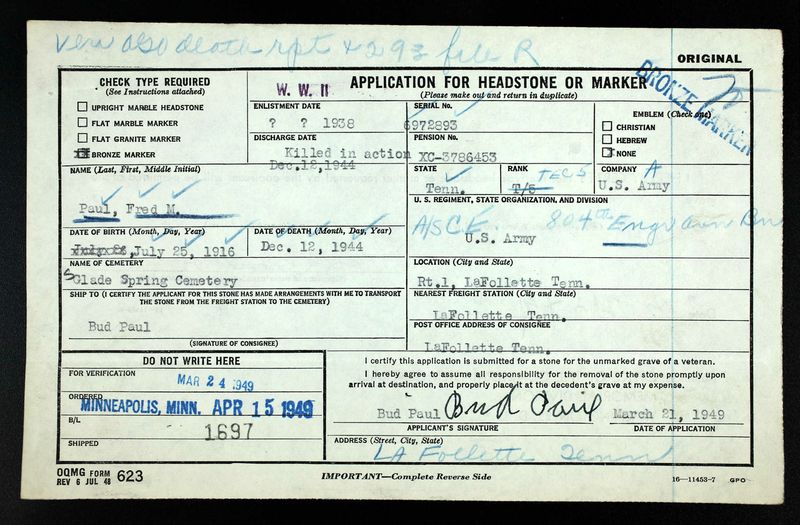 Veri also death rpt & 293 file R
ORIGINAL
CHECK TYPE REQUIRED
(See Instructions attached)
UPRIGHT MARBLE HEADSTONE
FLAT MARBLE MARKER
FLAT GRANITE MARKER
BRONZE MARKER
W. W. II
APPLICATION FOR HEADSTONE OR MARKER
(Please make out and return in duplicate)
BRONZE MARKER
ENLISTMENT DATE
? ? 1938
SERIAL No.
6972893
EMBLEM (Check one)
CHRISTIAN
HEBREW
NONE
DISCHARGE DATE
Killed in action
Dec.12,1944
PENSION No.
XC-3786453
NAME (Last, First, Middle Initial)
Paul, Fred M.
STATE
Tenn.
RANK
TEC5
T/5
COMPANY
A
U.S. Army
U. S. REGIMENT, STATE ORGANIZATION, AND DIVISION
A/S C.E. 804th Engr Avn Bn
U.S. Army
DATE OF BIRTH (Month, Day, Year)
July 25, 1916
DATE OF DEATH (Month, Day, Year)
Dec. 12, 1944
NAME OF CEMETERY
Glade Spring Cemetery
LOCATION (City and State)
Rt.1, LaFollette Tenn.
SHIP TO (I CERTIFY THE APPLICANT FOR THIS STONE HAS MADE ARRANGEMENTS WITH ME TO TRANSPORT
THE STONE FROM THE FREIGHT STATION TO THE CEMETERY)
Bud Paul
(SIGNATURE OF CONSIGNEE)
NEAREST FREIGHT STATION (City and State)
LaFollette Tenn.
POST OFFICE ADDRESS OF CONSIGNEE
LaFollette Tenn.
DO NOT WRITE HERE
FOR VERIFICATION
MAR 24 1949
ORDERED
MINNEAPOLIS, MINN. APR 15 1949
B/L
1697
SHIPPED
I certify this application is submitted for a stone for the unmarked grave of a veteran.
I hereby agree to assume all responsibility for the removal of the stone promptly upon
arrival at destination, and properly place it at the decedent's grave at my expense.
Bud Paul Bud Paul March 21, 1949
APPLICANT'S SIGNATURE DATE OF APPLICATION
ADDRESS (Street, City, State)
LA Follette Tenn
OQMG FORM
REV 6 JUL 48 623
IMPORTANT—Complete Reverse Side
16—11453-7 GPO